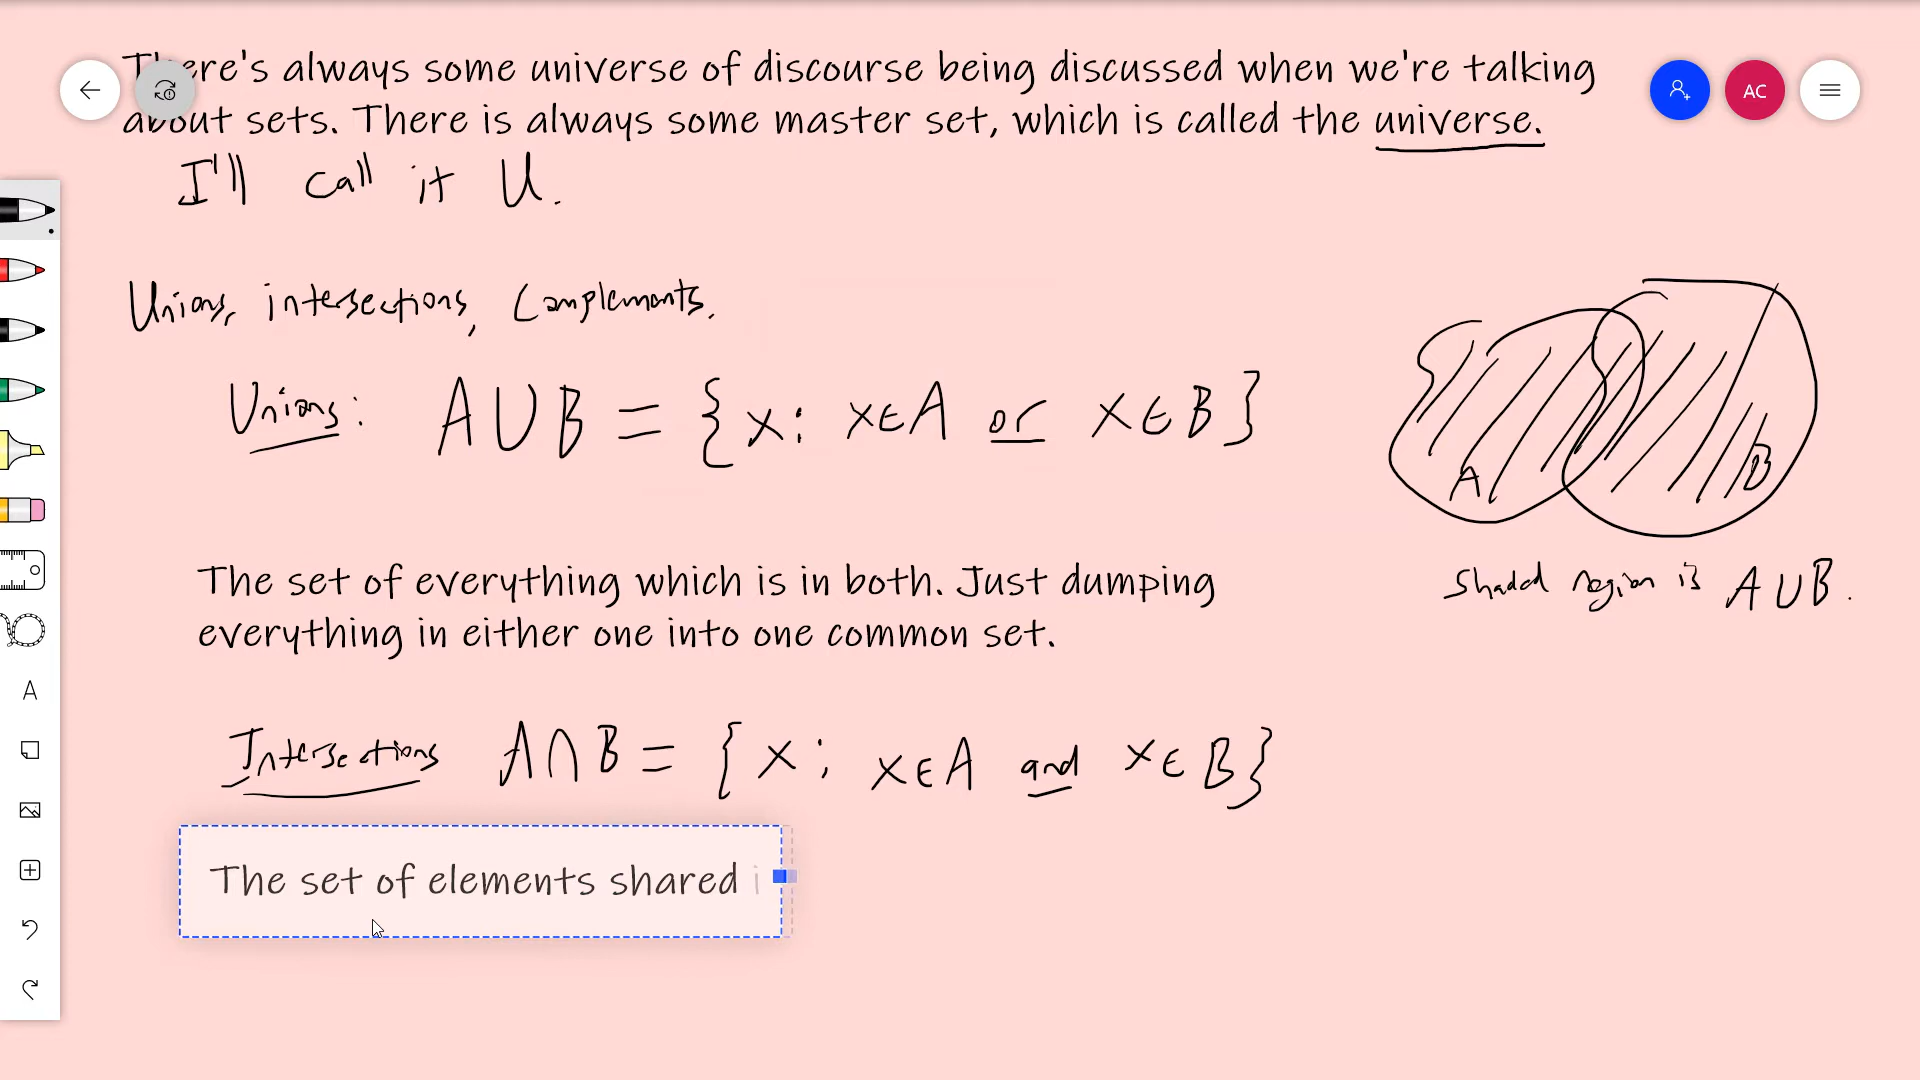 There's always some universe of discourse being discussed when we're talking
about sets. There is always some master set, which is called the universe.
I'll call it U.
AC
Unions, intersections, complements.
Unions: A∪B = {x: x∈A or x∈B}
A
B
The set of everything which is in both. Just dumping
everything in either one into one common set.
Shaded region is A∪B.
Intersections A∩B = {x: x∈A and x∈B}
The set of elements shared i
A